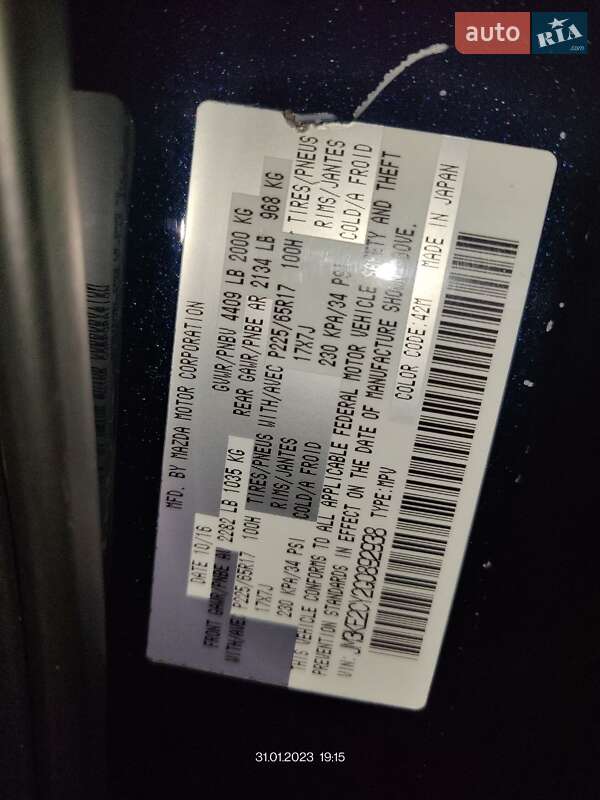 auto RIA.com
MFD. BY MAZDA MOTOR CORPORATION
DATE 10/16 GVWR/PNBV 4409 LB 2000 KG
FRONT GAWR/PNBE AV 2282 LB 1035 KG REAR GAWR/PNBE AR 2134 LB 968 KG
WITH/AVEC P225/65R17 100H TIRES/PNEUS WITH/AVEC P225/65R17 100H TIRES/PNEUS
17X7J RIMS/JANTES 17X7J RIMS/JANTES
230 KPA/34 PSI COLD/A FROID 230 KPA/34 PSI COLD/A FROID
THIS VEHICLE CONFORMS TO ALL APPLICABLE FEDERAL MOTOR VEHICLE SAFETY AND THEFT
PREVENTION STANDARDS IN EFFECT ON THE DATE OF MANUFACTURE SHOWN ABOVE.
VIN: TYPE:MPV COLOR CODE:42M MADE IN JAPAN
31.01.2023 19:15